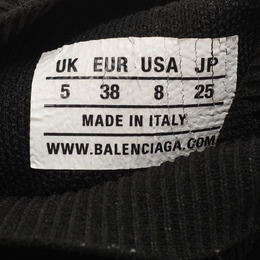 UK EUR USA JP
5 38 8 25
MADE IN ITALY
WWW.BALENCIAGA.COM